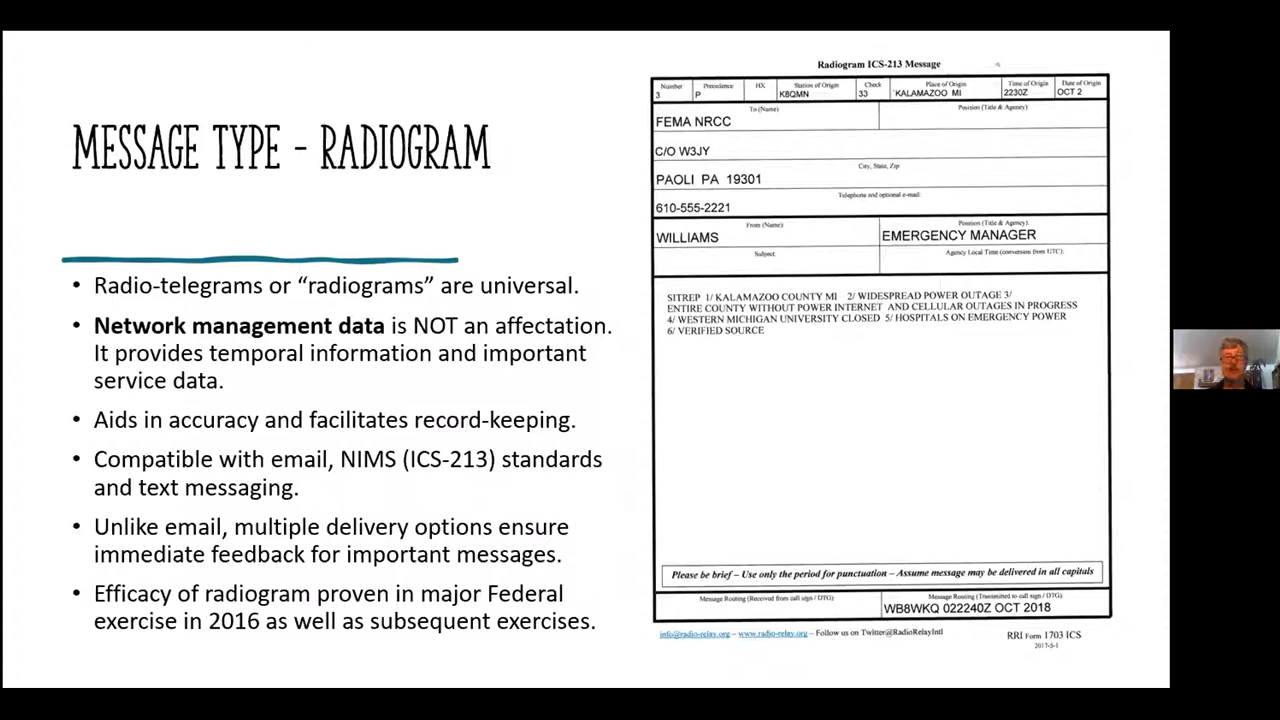 MESSAGE TYPE - RADIOGRAM
• Radio-telegrams or “radiograms” are universal.
• Network management data is NOT an affectation.
It provides temporal information and important
service data.
• Aids in accuracy and facilitates record-keeping.
• Compatible with email, NIMS (ICS-213) standards
and text messaging.
• Unlike email, multiple delivery options ensure
immediate feedback for important messages.
• Efficacy of radiogram proven in major Federal
exercise in 2016 as well as subsequent exercises.
Radiogram ICS-213 Message
Number Precedence HX Station of Origin Check Place of Origin Time of Origin Date of Origin
3 P K8QMN 33 KALAMAZOO MI 2230Z OCT 2
To (Name) Position (Title & Agency)
FEMA NRCC
C/O W3JY
City, State, Zip:
PAOLI PA 19301
Telephone and optional e-mail:
610-555-2221
From (Name): Position (Title & Agency):
WILLIAMS EMERGENCY MANAGER
Subject: Agency Local Time (conversion from UTC):
SITREP 1/ KALAMAZOO COUNTY MI 2/ WIDESPREAD POWER OUTAGE 3/
ENTIRE COUNTY WITHOUT POWER INTERNET AND CELLULAR OUTAGES IN PROGRESS
4/ WESTERN MICHIGAN UNIVERSITY CLOSED 5/ HOSPITALS ON EMERGENCY POWER
6/ VERIFIED SOURCE
Please be brief – Use only the period for punctuation – Assume message may be delivered in all capitals
Message Routing (Received from call sign / DTG) Message Routing (Transmitted to call sign / DTG)
WB8WKQ 022240Z OCT 2018
info@radio-relay.org – www.radio-relay.org – Follow us on Twitter@RadioRelayIntl RRI Form 1703 ICS
2017-5-1